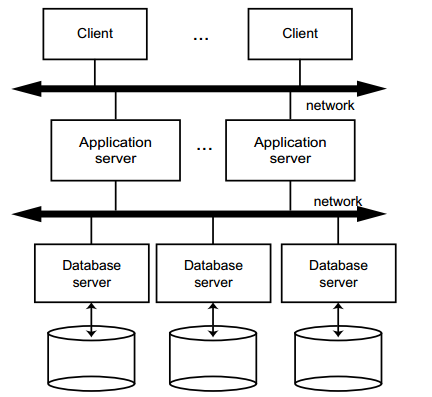 Client ... Client
network
Application ... Application
server server
network
Database Database Database
server server server